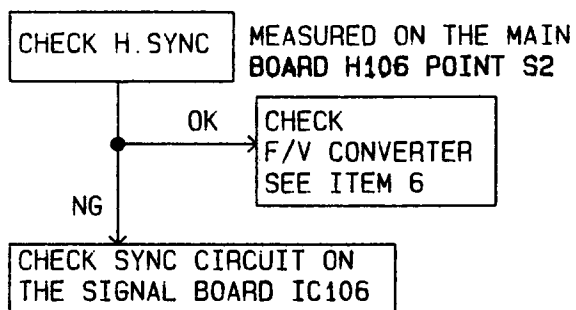 CHECK H.SYNC
MEASURED ON THE MAIN
BOARD H106 POINT S2
OK
CHECK
F/V CONVERTER
SEE ITEM 6
NG
CHECK SYNC CIRCUIT ON
THE SIGNAL BOARD IC106